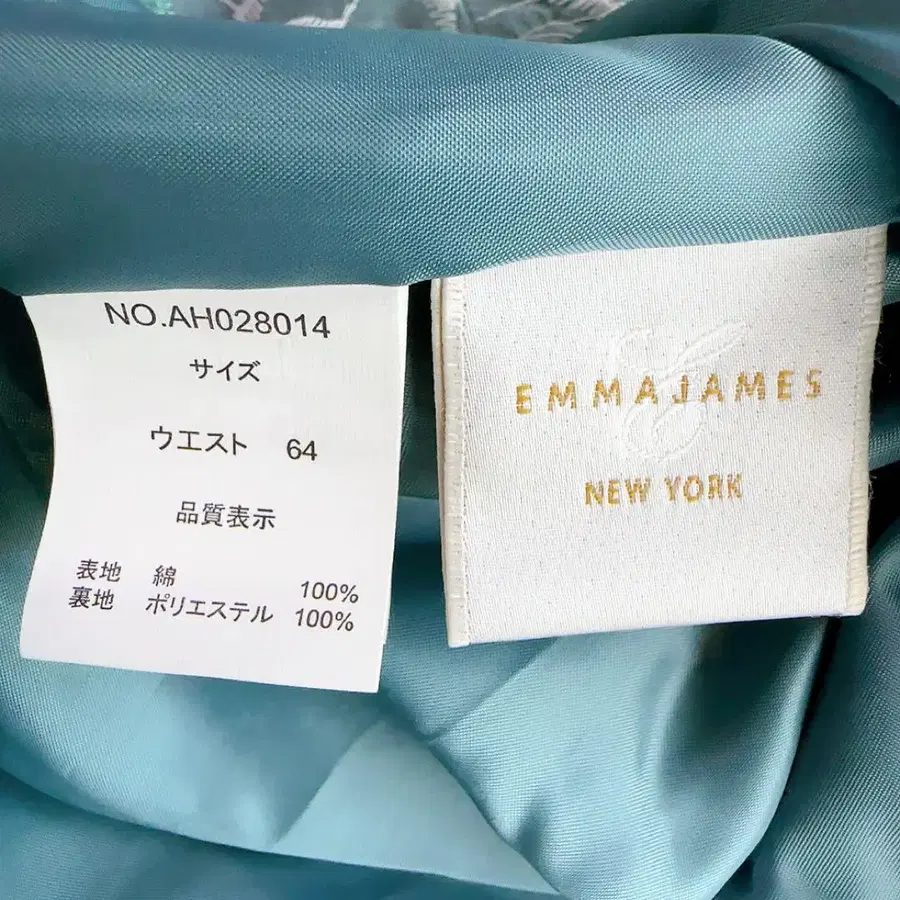 NO.AH028014
サイズ
ウエスト 64
品質表示
表地 綿 100%
裏地 ポリエステル 100%
EMMAJAMES
NEW YORK